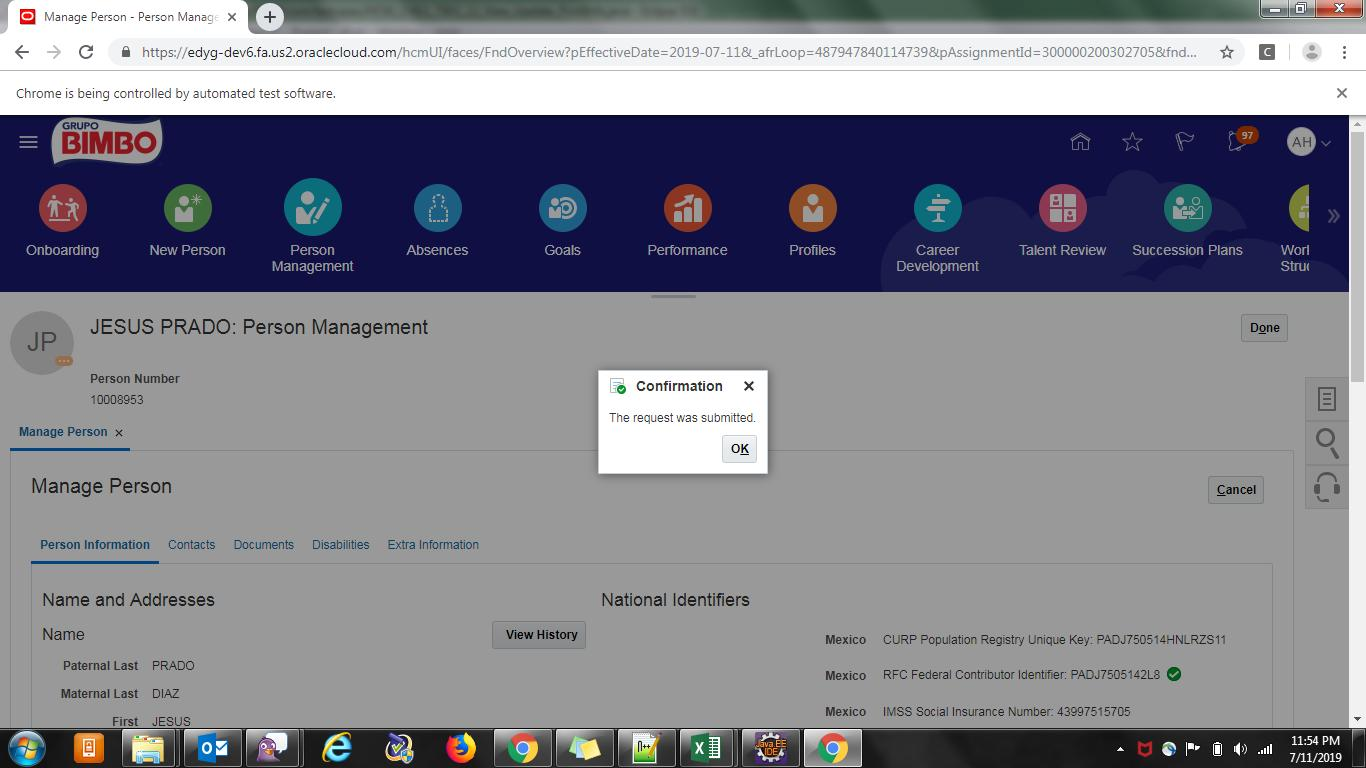 Manage Person - Person Manage
https://edyg-dev6.fa.us2.oraclecloud.com/hcmUI/faces/FndOverview?pEffectiveDate=2019-07-11&_afrLoop=487947840114739&pAssignmentId=300000200302705&fnd...
C
Chrome is being controlled by automated test software.
GRUPO
BIMBO
97
AH
Onboarding
New Person
Person Management
Absences
Goals
Performance
Profiles
Career Development
Talent Review
Succession Plans
Worl
Struc
JP
JESUS PRADO: Person Management
Done
Person Number
10008953
Manage Person
Confirmation
The request was submitted.
OK
Manage Person
Cancel
Person Information Contacts Documents Disabilities Extra Information
Name and Addresses
National Identifiers
Name
View History
Mexico CURP Population Registry Unique Key: PADJ750514HNLRZS11
Paternal Last PRADO
Mexico RFC Federal Contributor Identifier: PADJ7505142L8
Maternal Last DIAZ
Mexico IMSS Social Insurance Number: 43997515705
First JESUS
Java EE
IDE
11:54 PM
7/11/2019